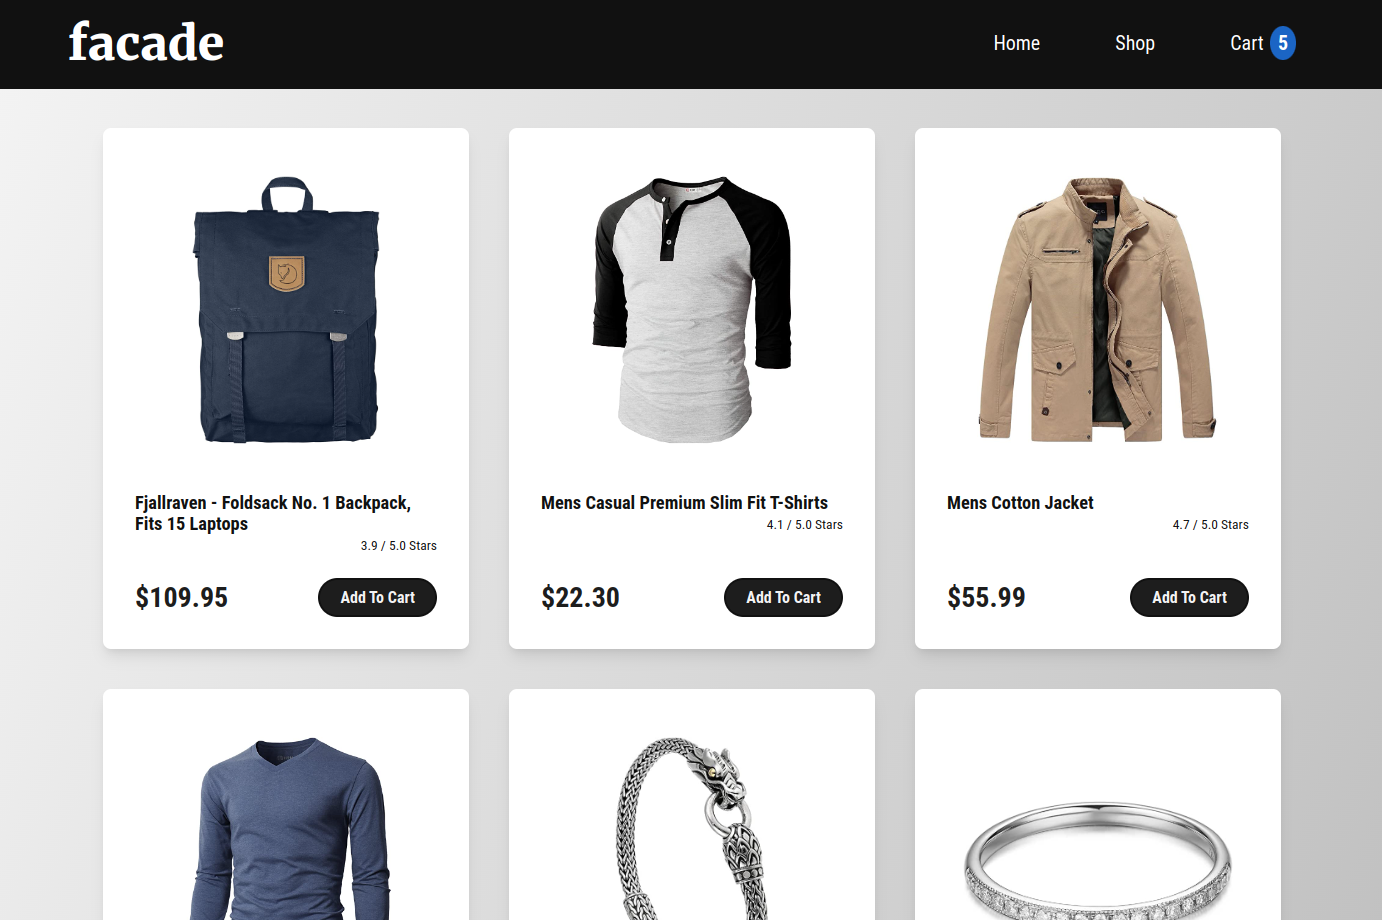 facade
Home
Shop
Cart 5
Fjallraven - Foldsack No. 1 Backpack,
Fits 15 Laptops
3.9 / 5.0 Stars
$109.95
Add To Cart
Mens Casual Premium Slim Fit T-Shirts
4.1 / 5.0 Stars
$22.30
Add To Cart
Mens Cotton Jacket
4.7 / 5.0 Stars
$55.99
Add To Cart